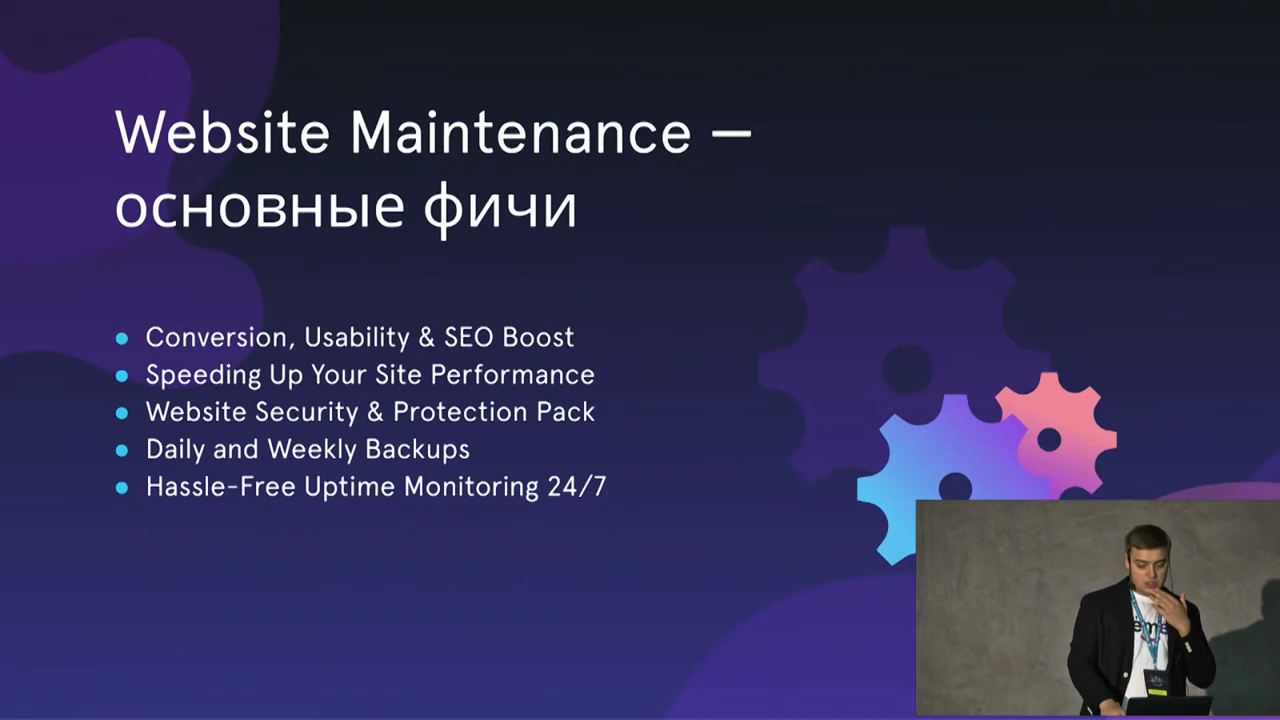 Website Maintenance —
основные фичи
Conversion, Usability & SEO Boost
Speeding Up Your Site Performance
Website Security & Protection Pack
Daily and Weekly Backups
Hassle-Free Uptime Monitoring 24/7